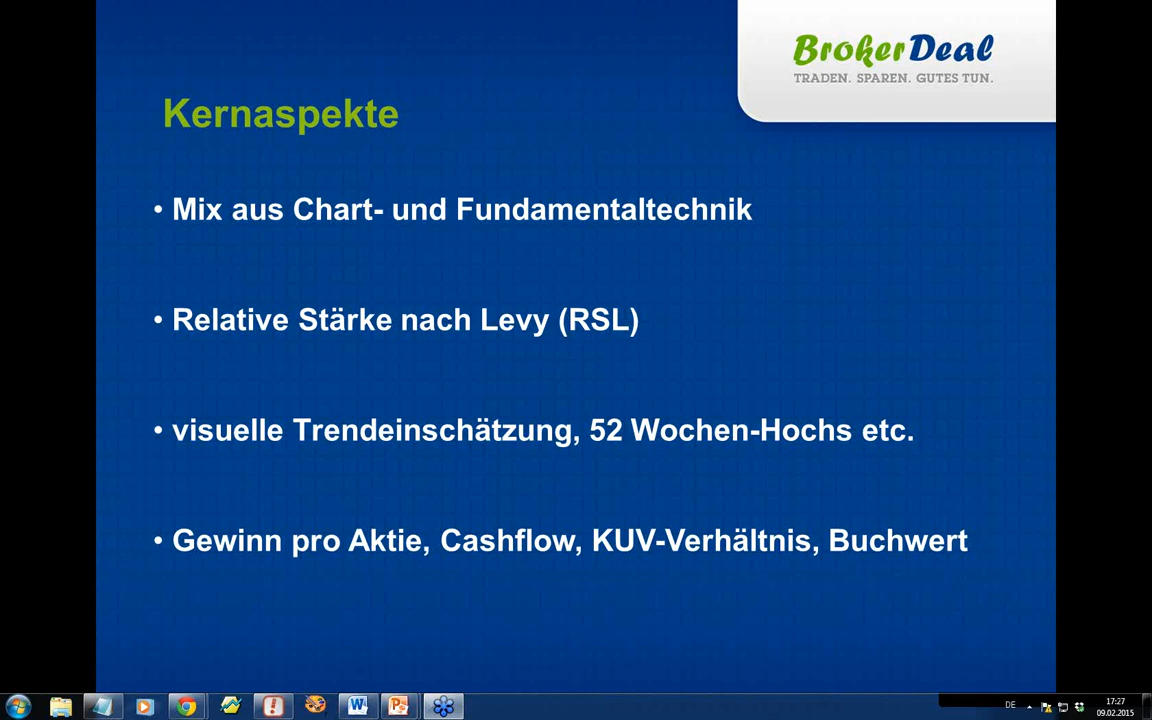 BrokerDeal
TRADEN. SPAREN. GUTES TUN.
Kernaspekte
• Mix aus Chart- und Fundamentaltechnik
• Relative Stärke nach Levy (RSL)
• visuelle Trendeinschätzung, 52 Wochen-Hochs etc.
• Gewinn pro Aktie, Cashflow, KUV-Verhältnis, Buchwert
DE
17:27
09.02.2015